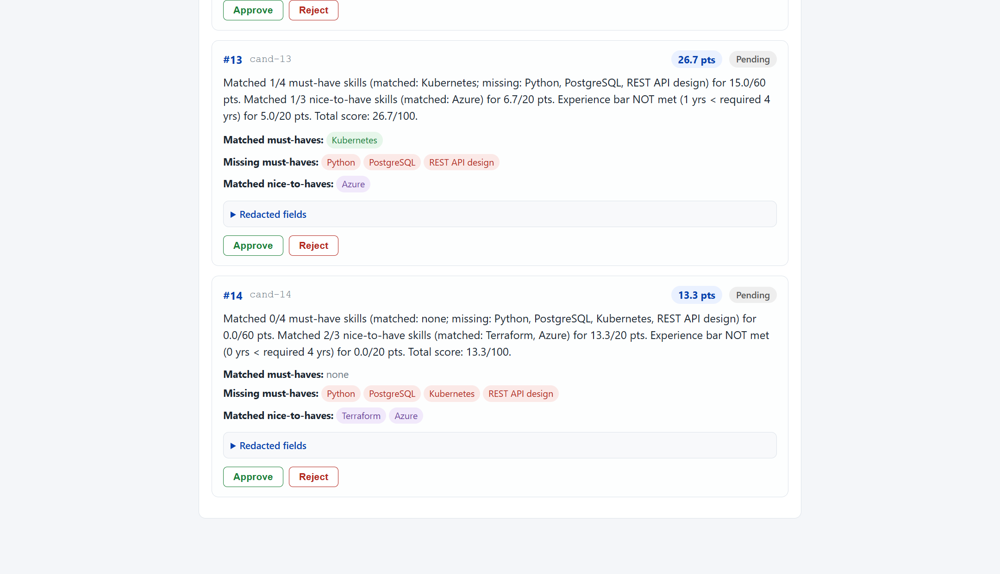 Approve Reject
#13 cand-13 26.7 pts Pending
Matched 1/4 must-have skills (matched: Kubernetes; missing: Python, PostgreSQL, REST API design) for 15.0/60
pts. Matched 1/3 nice-to-have skills (matched: Azure) for 6.7/20 pts. Experience bar NOT met (1 yrs < required 4
yrs) for 5.0/20 pts. Total score: 26.7/100.
Matched must-haves: Kubernetes
Missing must-haves: Python PostgreSQL REST API design
Matched nice-to-haves: Azure
▶ Redacted fields
Approve Reject
#14 cand-14 13.3 pts Pending
Matched 0/4 must-have skills (matched: none; missing: Python, PostgreSQL, Kubernetes, REST API design) for
0.0/60 pts. Matched 2/3 nice-to-have skills (matched: Terraform, Azure) for 13.3/20 pts. Experience bar NOT met
(0 yrs < required 4 yrs) for 0.0/20 pts. Total score: 13.3/100.
Matched must-haves: none
Missing must-haves: Python PostgreSQL Kubernetes REST API design
Matched nice-to-haves: Terraform Azure
▶ Redacted fields
Approve Reject